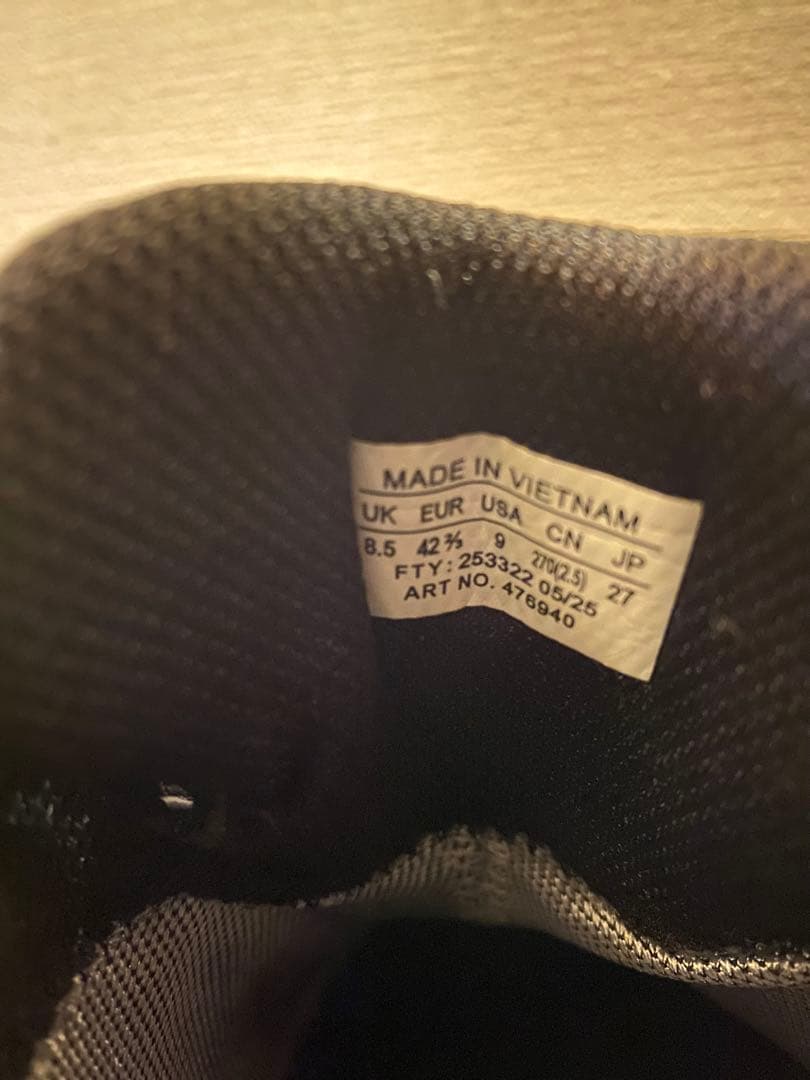 MADE IN VIETNAM
UK EUR USA CN JP
8.5 42⅔ 9 270(2.5) 27
FTY: 253322 05/25
ART NO. 476940